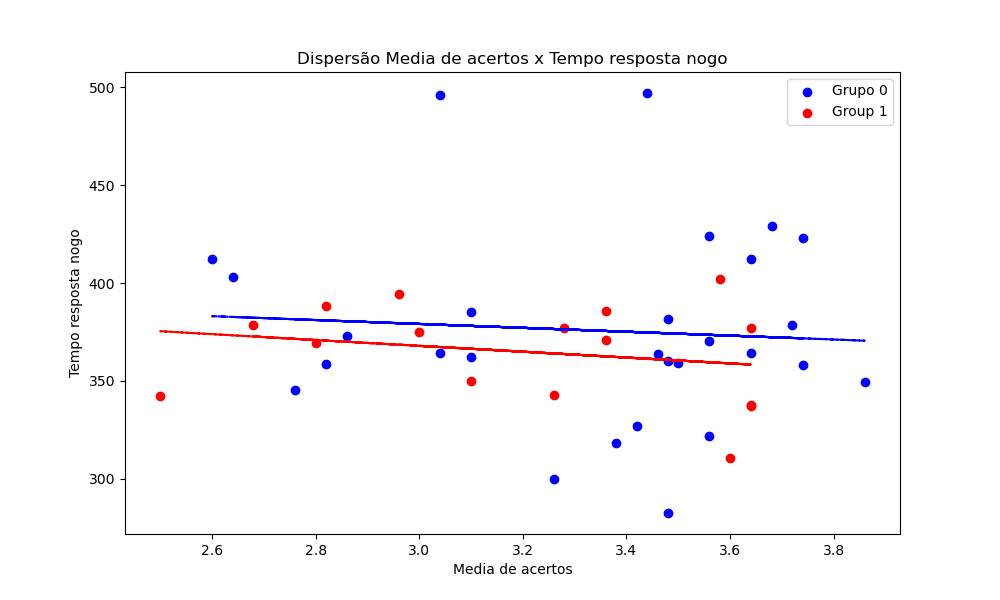 Dispersão Media de acertos x Tempo resposta nogo
Grupo 0
Group 1
Tempo resposta nogo
500
450
400
350
300
2.6 2.8 3.0 3.2 3.4 3.6 3.8
Media de acertos